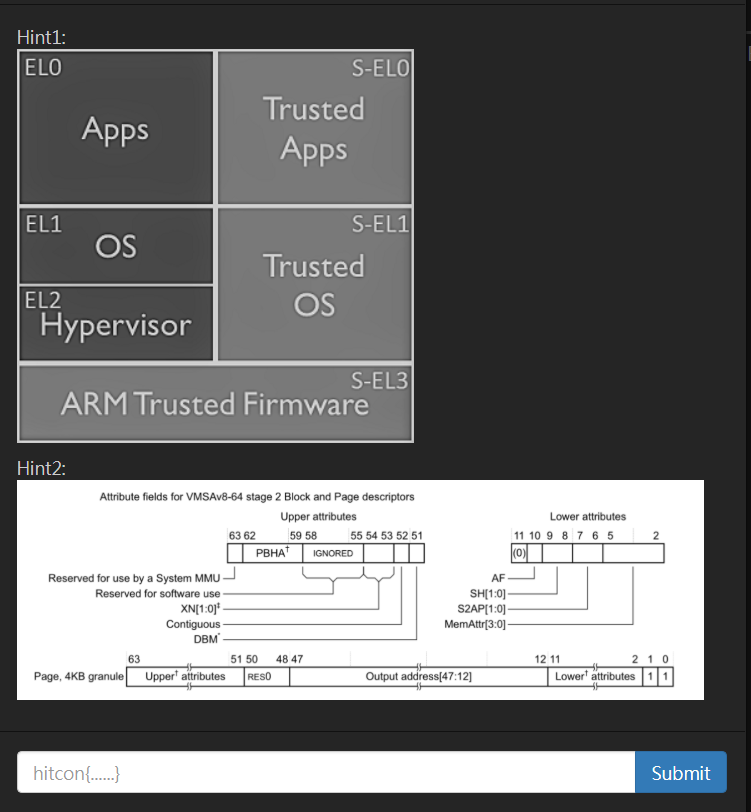 Hint1:
EL0
S-EL0
Apps
Trusted
Apps
EL1
S-EL1
OS
Trusted
OS
EL2
Hypervisor
S-EL3
ARM Trusted Firmware
Hint2:
Attribute fields for VMSAv8-64 stage 2 Block and Page descriptors
Upper attributes
Lower attributes
63 62 59 58 55 54 53 52 51
11 10 9 8 7 6 5 2
PBHA† IGNORED
(0)
Reserved for use by a System MMU
Reserved for software use
XN[1:0]‡
Contiguous
DBM*
AF
SH[1:0]
S2AP[1:0]
MemAttr[3:0]
63 51 50 48 47 12 11 2 1 0
Page, 4KB granule Upper† attributes RES0 Output address[47:12] Lower† attributes 1 1
hitcon{......} Submit